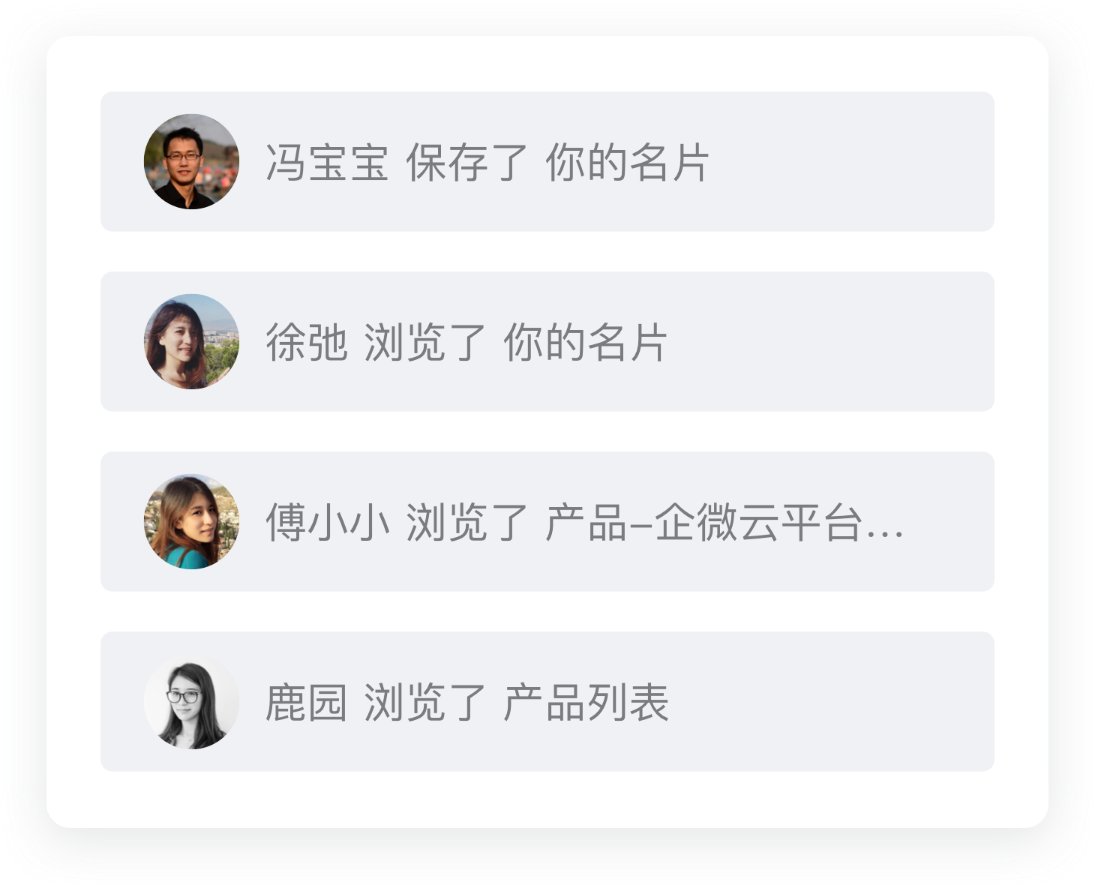 冯宝宝 保存了 你的名片
徐弛 浏览了 你的名片
傅小小 浏览了 产品–企微云平台...
鹿园 浏览了 产品列表